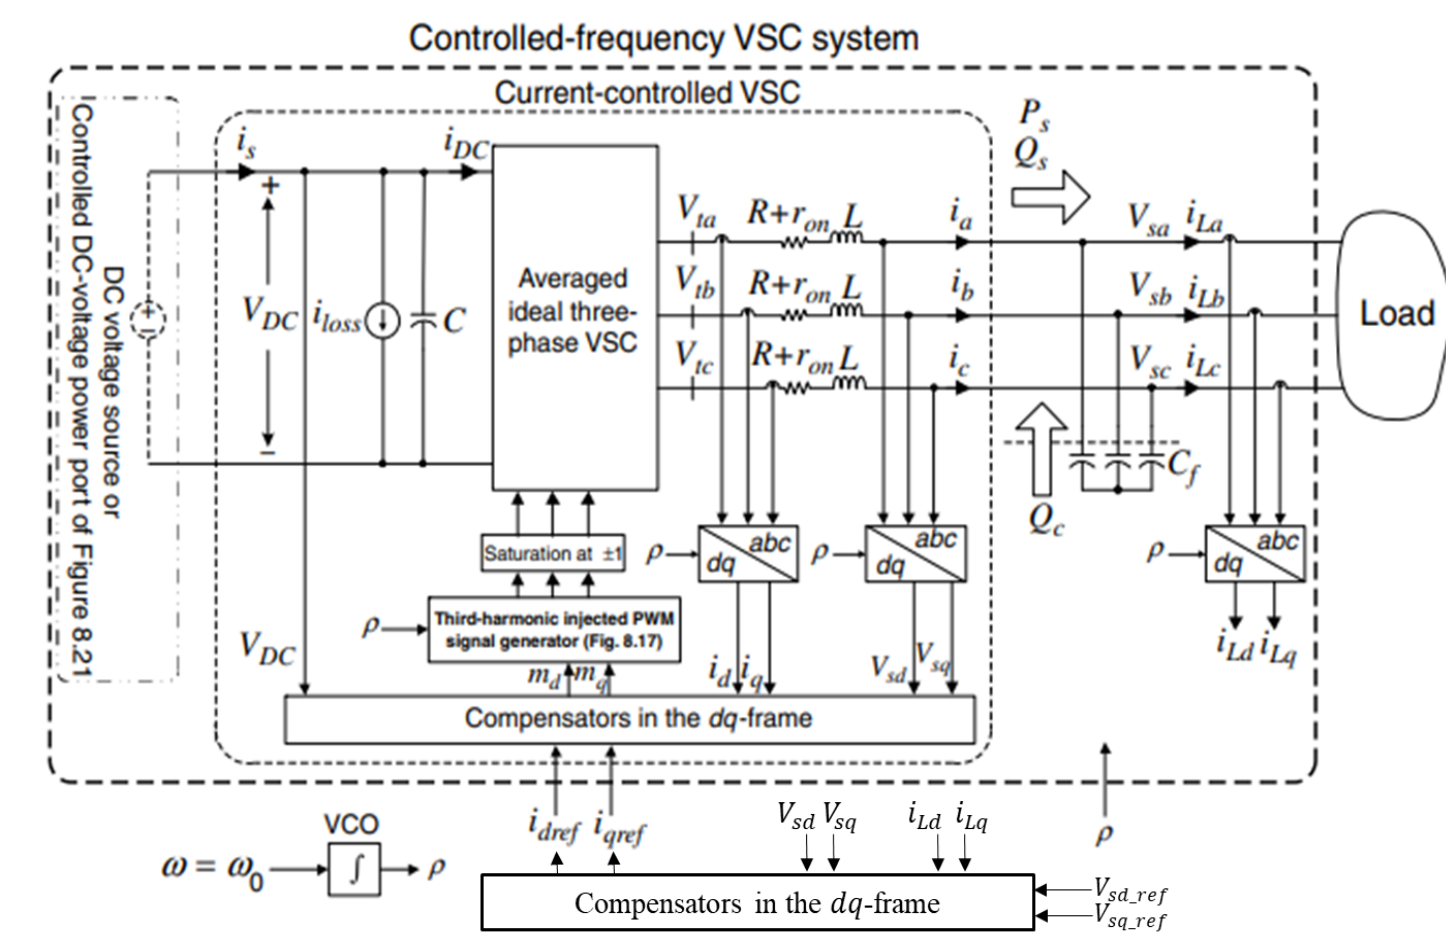 Controlled-frequency VSC system
Current-controlled VSC
Controlled DC-voltage power port of Figure 8.21
DC voltage source or
i_s
+
V_DC
−
i_loss
C
i_DC
+
−
Averaged
ideal three-
phase VSC
V_ta
R+r_on L
i_a
V_tb
R+r_on L
i_b
V_tc
R+r_on L
i_c
P_s
Q_s
V_sa i_La
V_sb i_Lb
V_sc i_Lc
Load
C_f
Q_c
Saturation at ±1
ρ
abc
dq
ρ
abc
dq
ρ
abc
dq
ρ
Third-harmonic injected PWM
signal generator (Fig. 8.17)
V_DC
m_d m_q
i_d i_q
V_sd V_sq
i_Ld i_Lq
Compensators in the dq-frame
i_dref i_qref
V_sd V_sq
i_Ld i_Lq
ρ
VCO
ω = ω_0
∫
ρ
Compensators in the dq-frame
V_sd_ref
V_sq_ref